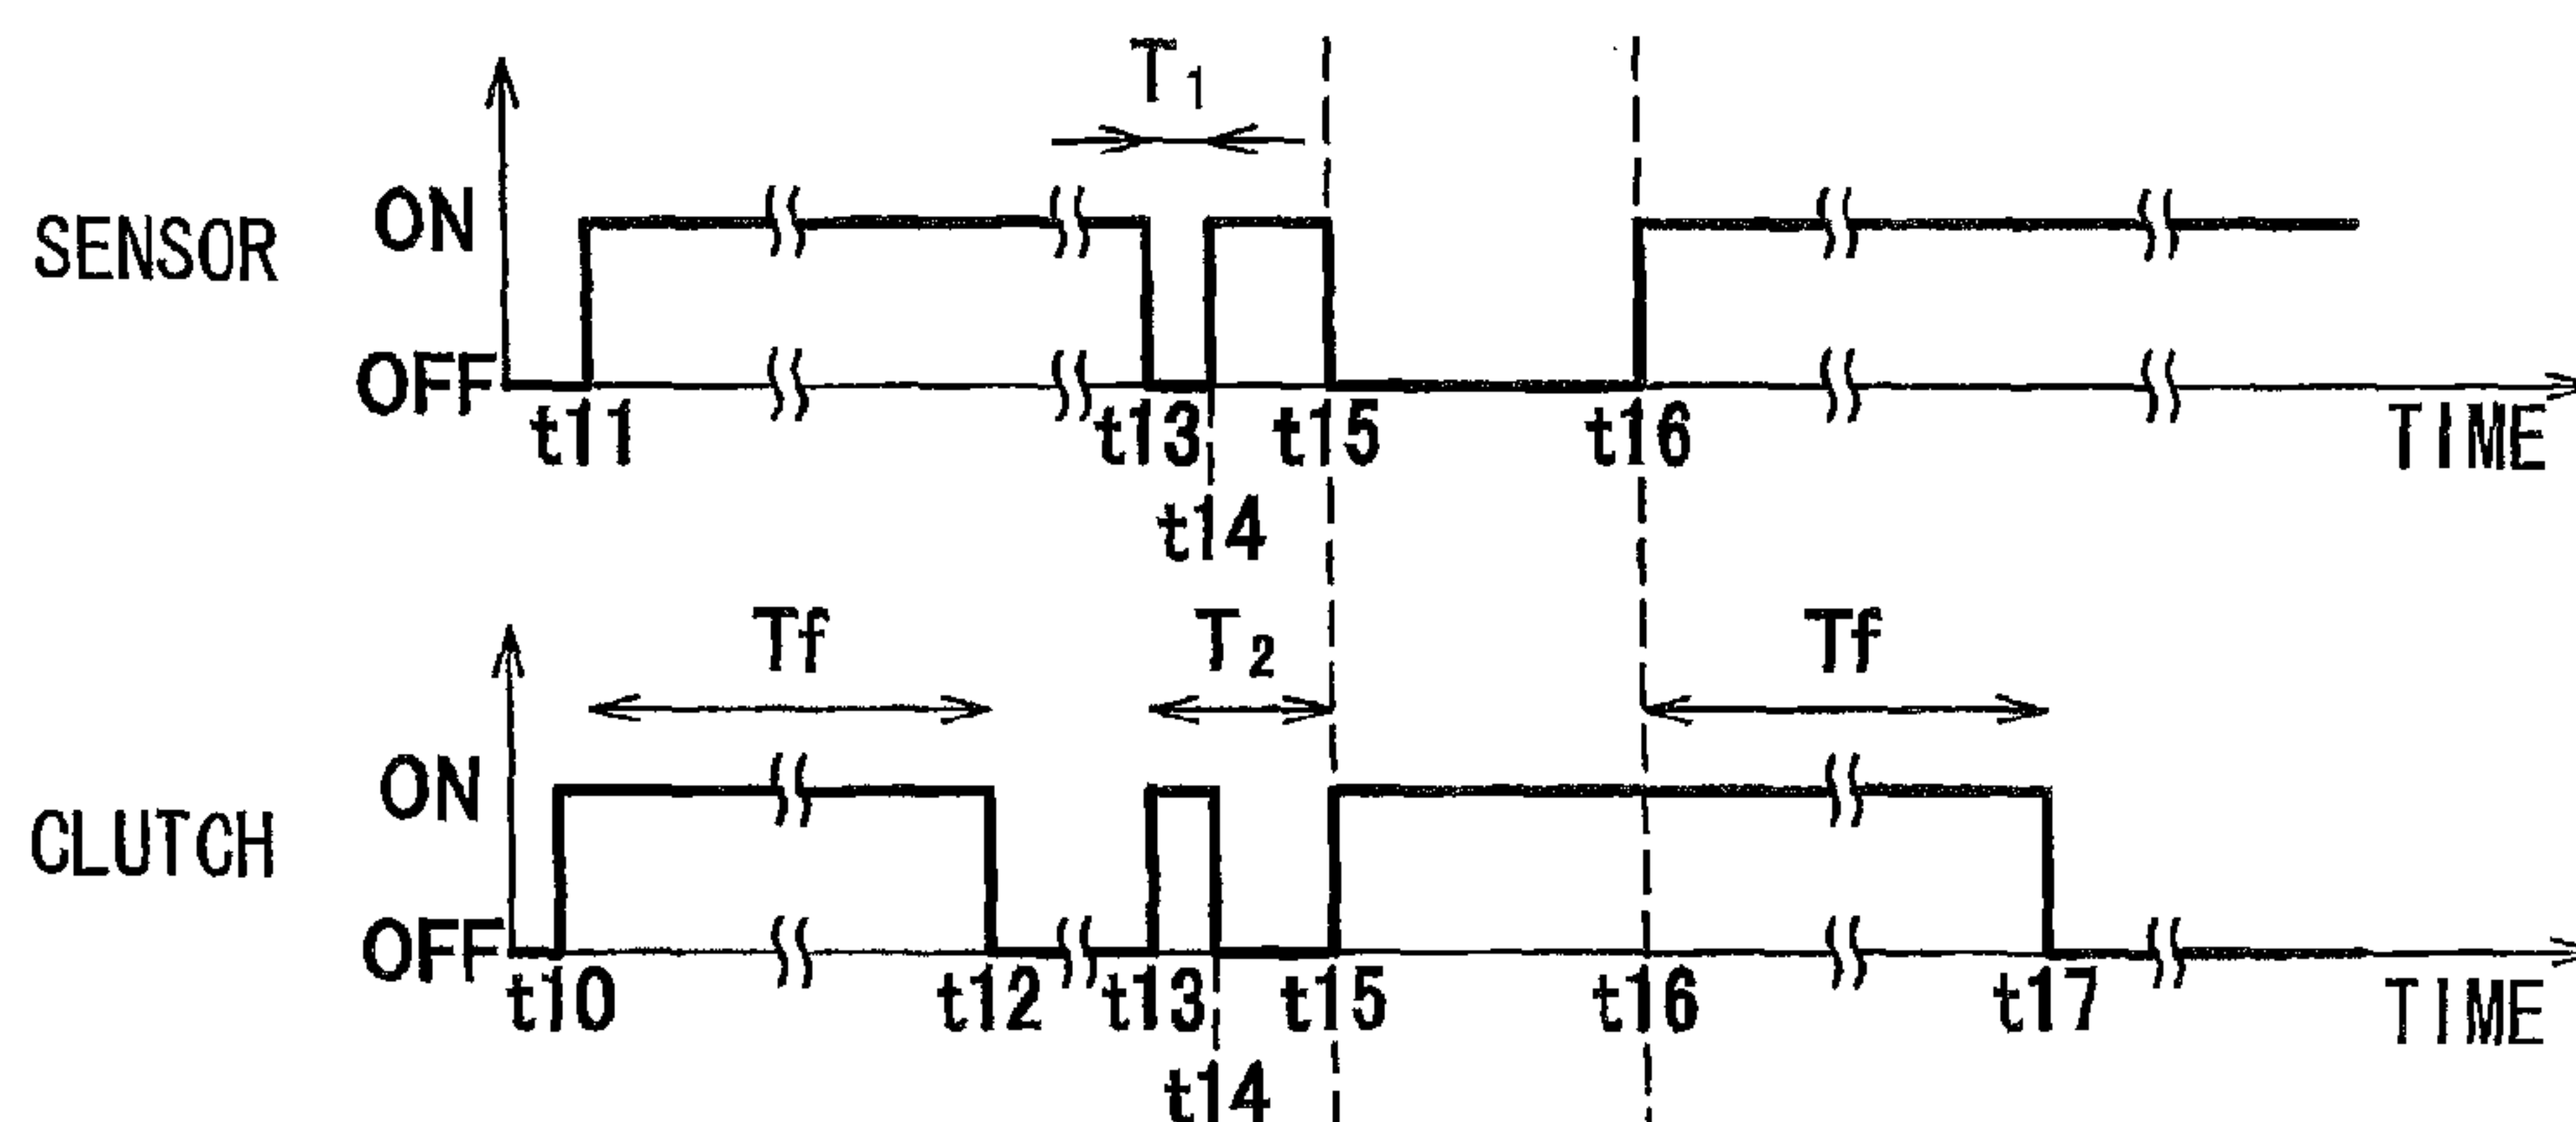 T1
ON
SENSOR
OFF
t11 t13 t15 t16 TIME
t14
Tf T2 Tf
ON
CLUTCH
OFF
t10 t12 t13 t15 t16 t17 TIME
t14